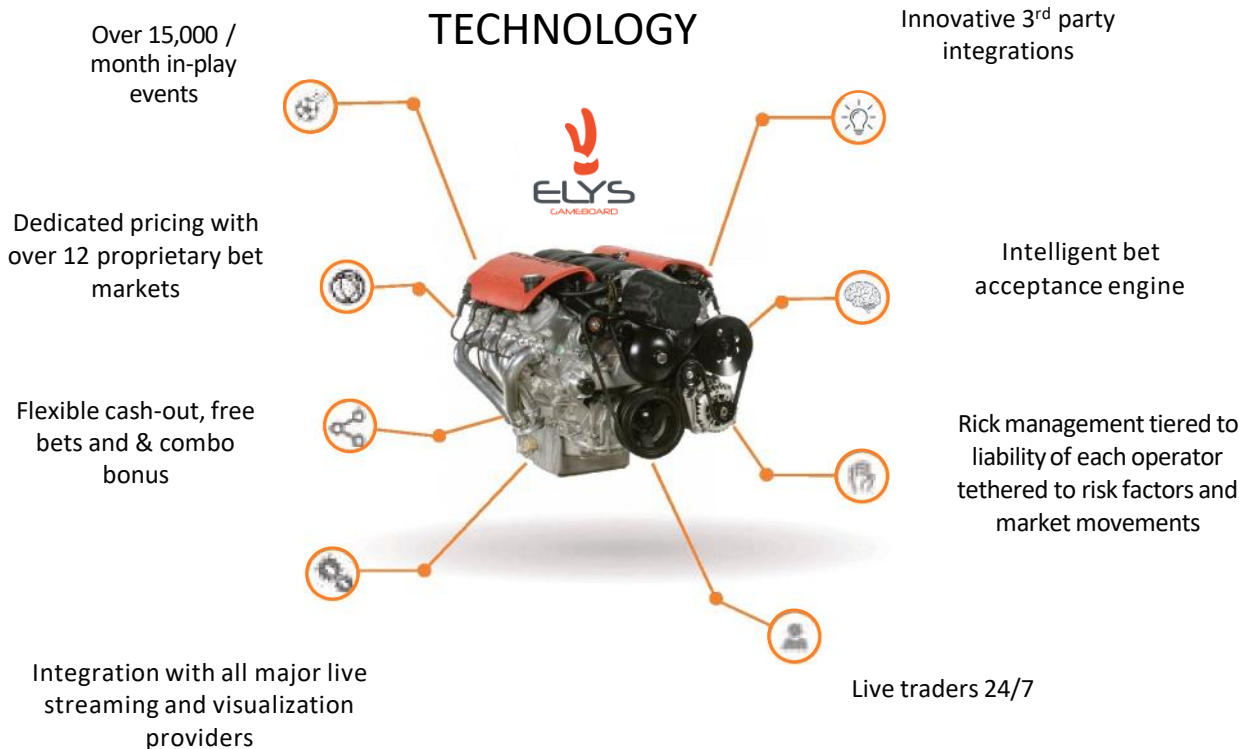 TECHNOLOGY
Over 15,000 /
month in-play
events
Innovative 3rd party
integrations
ELYS
GAMEBOARD
Dedicated pricing with
over 12 proprietary bet
markets
Intelligent bet
acceptance engine
Flexible cash-out, free
bets and & combo
bonus
Risk management tiered to
liability of each operator
tethered to risk factors and
market movements
Integration with all major live
streaming and visualization
providers
Live traders 24/7